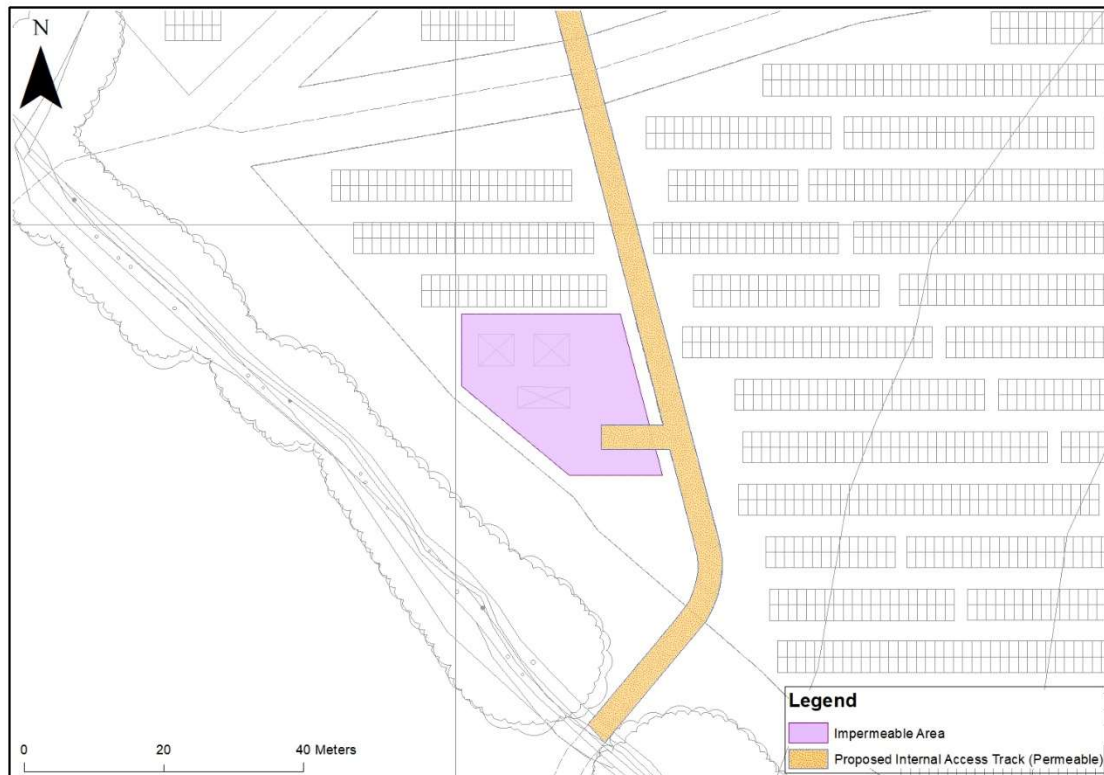 N
Legend
Impermeable Area
Proposed Internal Access Track (Permeable)
0 20 40 Meters